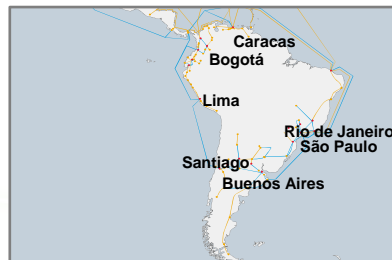 Caracas
Bogotá
Lima
Rio de Janeiro
São Paulo
Santiago
Buenos Aires